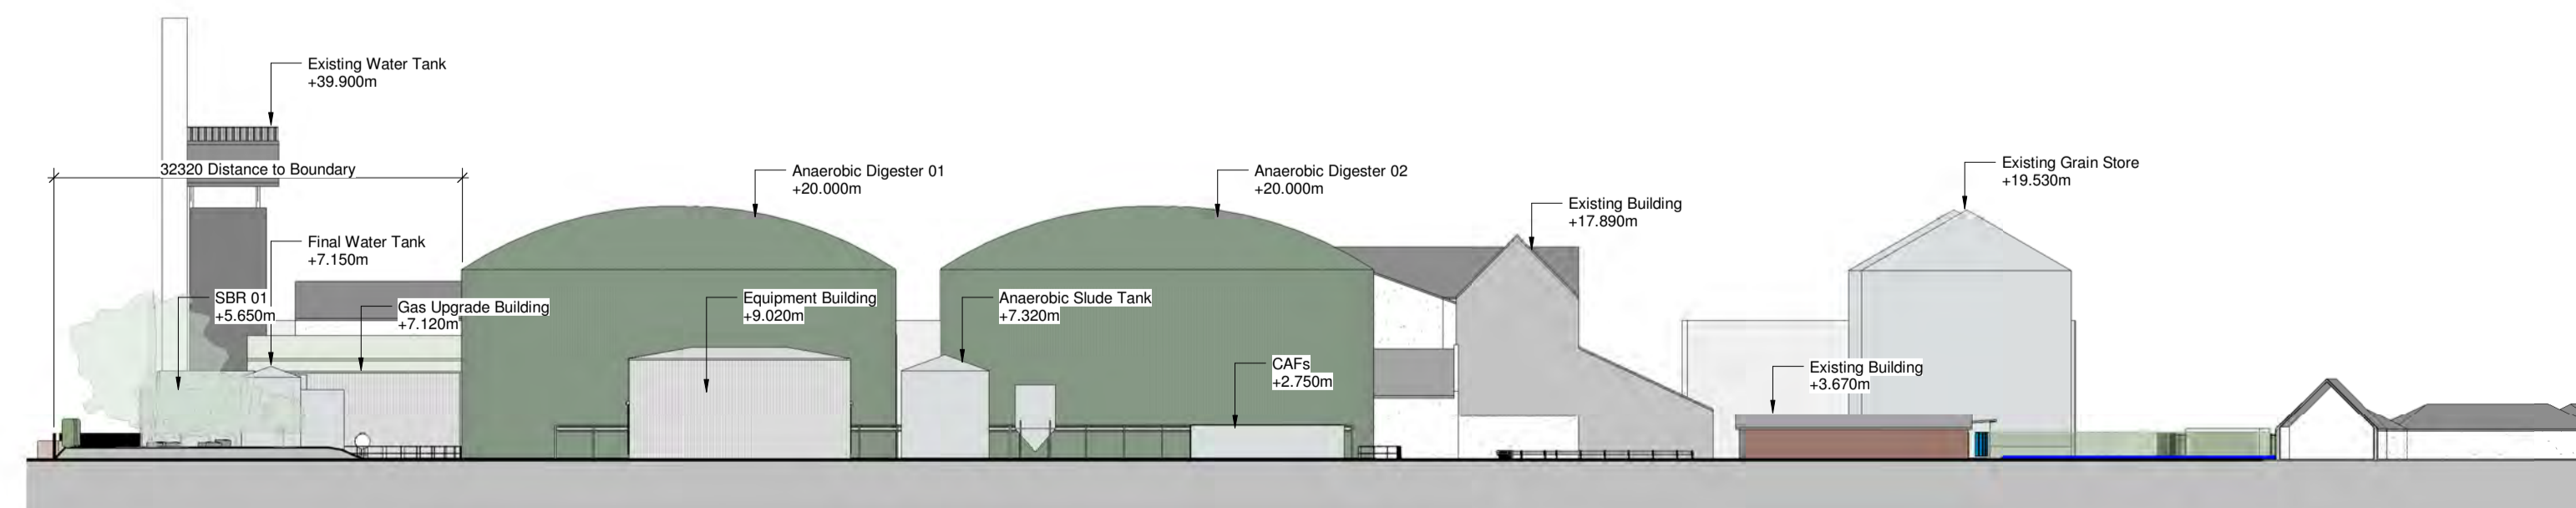 Existing Water Tank
+39.900m
32320 Distance to Boundary
Final Water Tank
+7.150m
SBR 01
+5.650m
Gas Upgrade Building
+7.120m
Anaerobic Digester 01
+20.000m
Equipment Building
+9.020m
Anaerobic Slude Tank
+7.320m
Anaerobic Digester 02
+20.000m
CAFs
+2.750m
Existing Building
+17.890m
Existing Building
+3.670m
Existing Grain Store
+19.530m